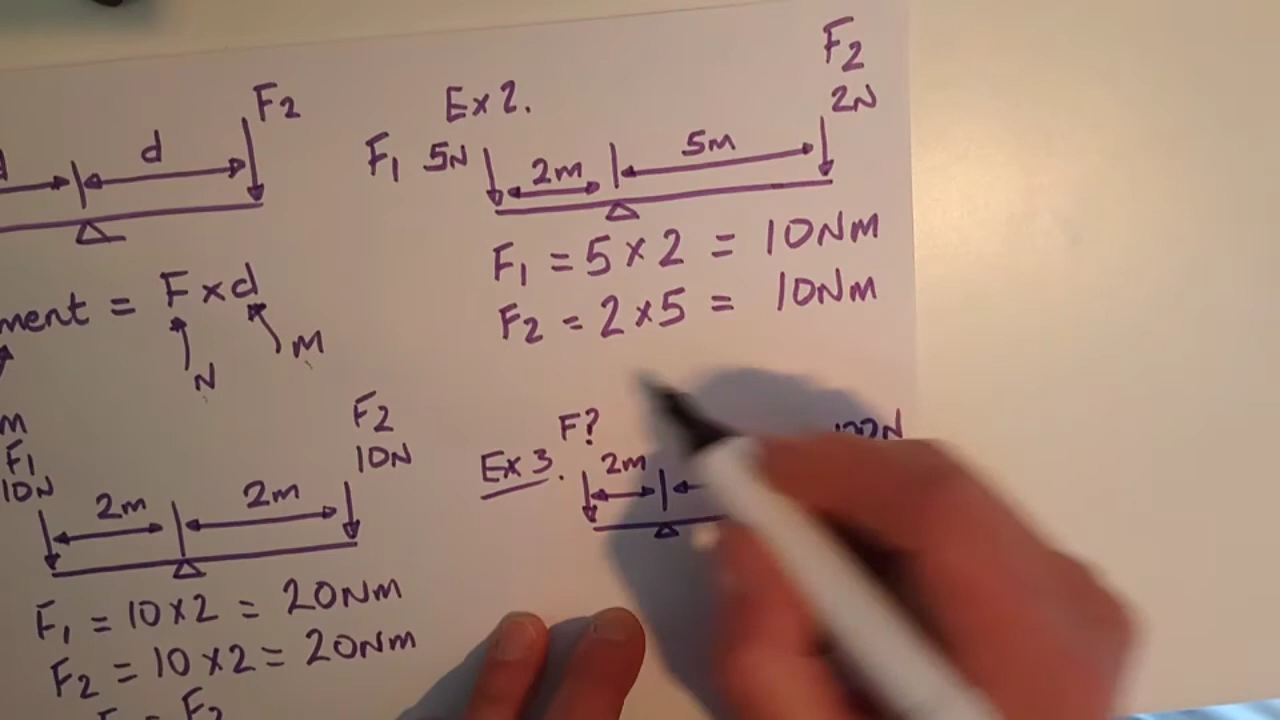 d
d
F2
ment = F x d
N
M
m
F1
10N
F2
10N
2m
2m
F1 = 10 x 2 = 20NM
F2 = 10 x 2 = 20NM
F2
Ex 2.
F1 5N
2m
5m
F2
2N
F1 = 5 x 2 = 10NM
F2 = 2 x 5 = 10NM
Ex 3.
F?
2m